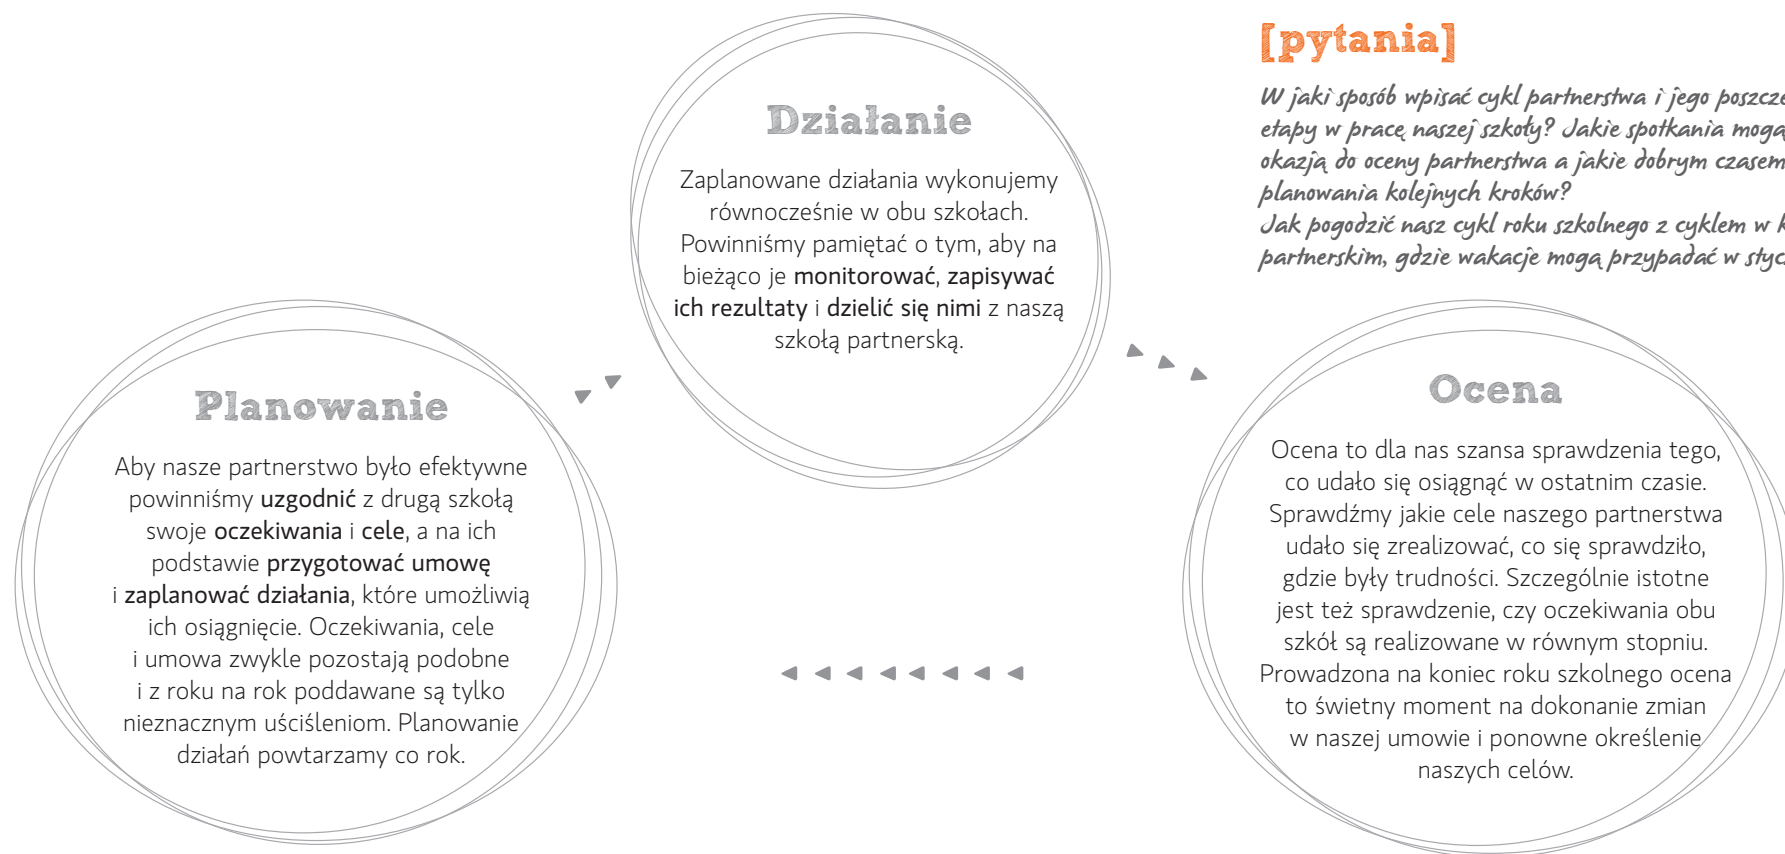 [pytania]
W jaki sposób wpisać cykl partnerstwa i jego
etapy w pracę naszej szkoły? Jakie spotkania mogą
okazją do oceny partnerstwa a jakie dobrym czasem
planowania kolejnych kroków?
Jak pogodzić nasz cykl roku szkolnego z cyklem w
partnerskim, gdzie wakacje mogą przypadać w
Działanie
Zaplanowane działania wykonujemy
równocześnie w obu szkołach.
Powinniśmy pamiętać o tym, aby na
bieżąco je monitorować, zapisywać
ich rezultaty i dzielić się nimi z naszą
szkołą partnerską.
Planowanie
Aby nasze partnerstwo było efektywne
powinniśmy uzgodnić z drugą szkołą
swoje oczekiwania i cele, a na ich
podstawie przygotować umowę
i zaplanować działania, które umożliwią
ich osiągnięcie. Oczekiwania, cele
i umowa zwykle pozostają podobne
i z roku na rok poddawane są tylko
nieznacznym uściśleniom. Planowanie
działań powtarzamy co rok.
Ocena
Ocena to dla nas szansa sprawdzenia tego,
co udało się osiągnąć w ostatnim czasie.
Sprawdźmy jakie cele naszego partnerstwa
udało się zrealizować, co się sprawdziło,
gdzie były trudności. Szczególnie istotne
jest też sprawdzenie, czy oczekiwania obu
szkół są realizowane w równym stopniu.
Prowadzona na koniec roku szkolnego ocena
to świetny moment na dokonanie zmian
w naszej umowie i ponowne określenie
naszych celów.